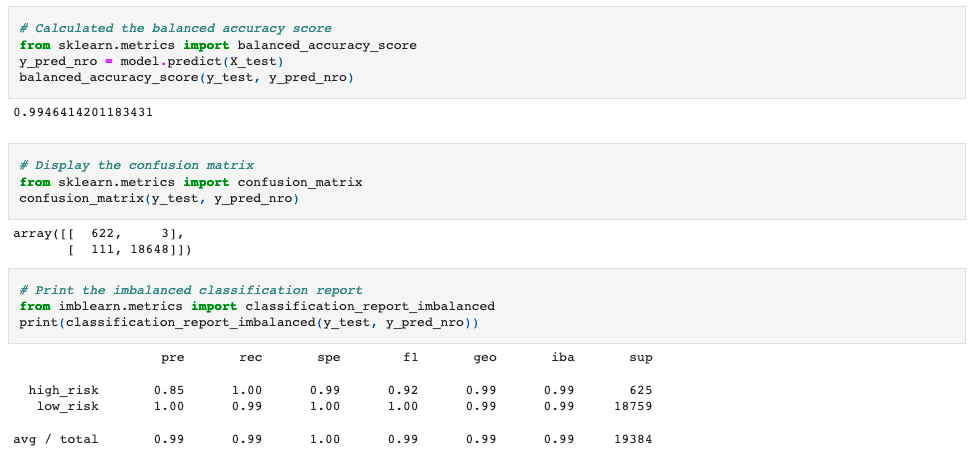 # Calculated the balanced accuracy score
from sklearn.metrics import balanced_accuracy_score
y_pred_nro = model.predict(X_test)
balanced_accuracy_score(y_test, y_pred_nro)
0.9946414201183431
# Display the confusion matrix
from sklearn.metrics import confusion_matrix
confusion_matrix(y_test, y_pred_nro)
array([[  622,     3],
       [  111, 18648]])
# Print the imbalanced classification report
from imblearn.metrics import classification_report_imbalanced
print(classification_report_imbalanced(y_test, y_pred_nro))
pre rec spe f1 geo iba sup
high_risk 0.85 1.00 0.99 0.92 0.99 0.99 625
low_risk 1.00 0.99 1.00 1.00 0.99 0.99 18759
avg / total 0.99 0.99 1.00 0.99 0.99 0.99 19384